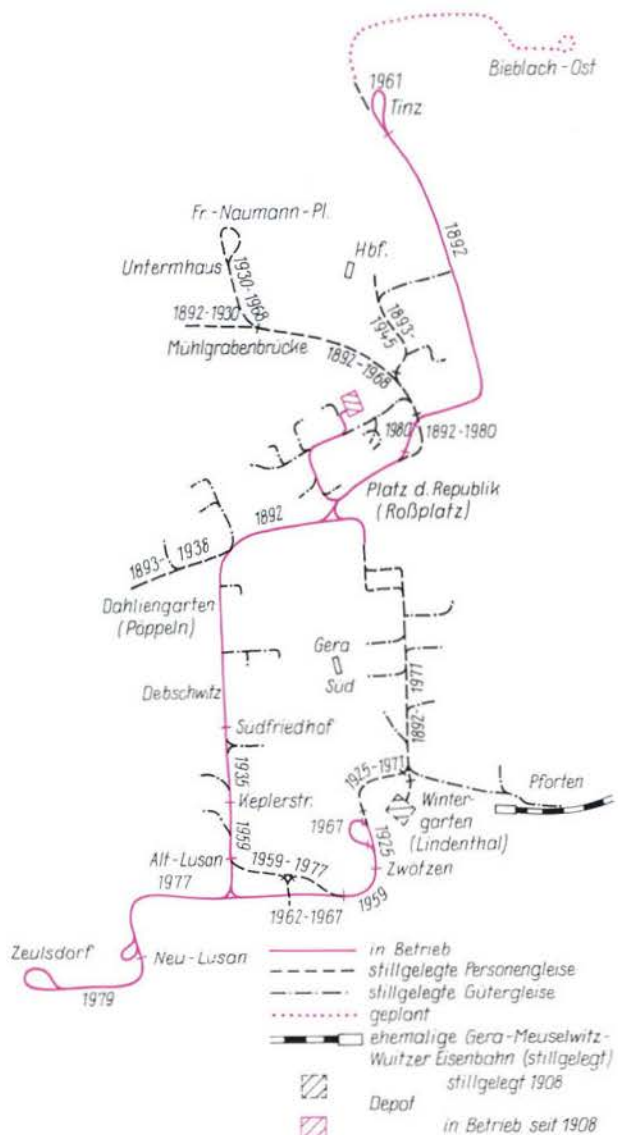 Bieblach-Ost
1961
Tinz
Fr.-Naumann-Pl.
Hbf.
1892
Untermhaus
1930-1968
1893-
1945
1892-1930
Mühlgrabenbrücke
1892-1968
1980
1892-1980
Platz d. Republik
(Roßplatz)
1892
1893-1938
Dahliengarten
(Pöppeln)
Gera
Süd
Debschwitz
1892-1971
Südfriedhof
1925-1971
Pforten
1935
Keplerstr.
1967
Winter-
garten
(Lindenthal)
1959
1925
Alt-Lusan
1959-1977
Zwötzen
1977
1959
1962-1967
Zeulsdorf
Neu-Lusan
1979
in Betrieb
stillgelegte Personengleise
stillgelegte Gütergleise
geplant
ehemalige Gera-Meuselwitz-
Wuitzer Eisenbahn (stillgelegt)
stillgelegt 1908
Depot
in Betrieb seit 1908